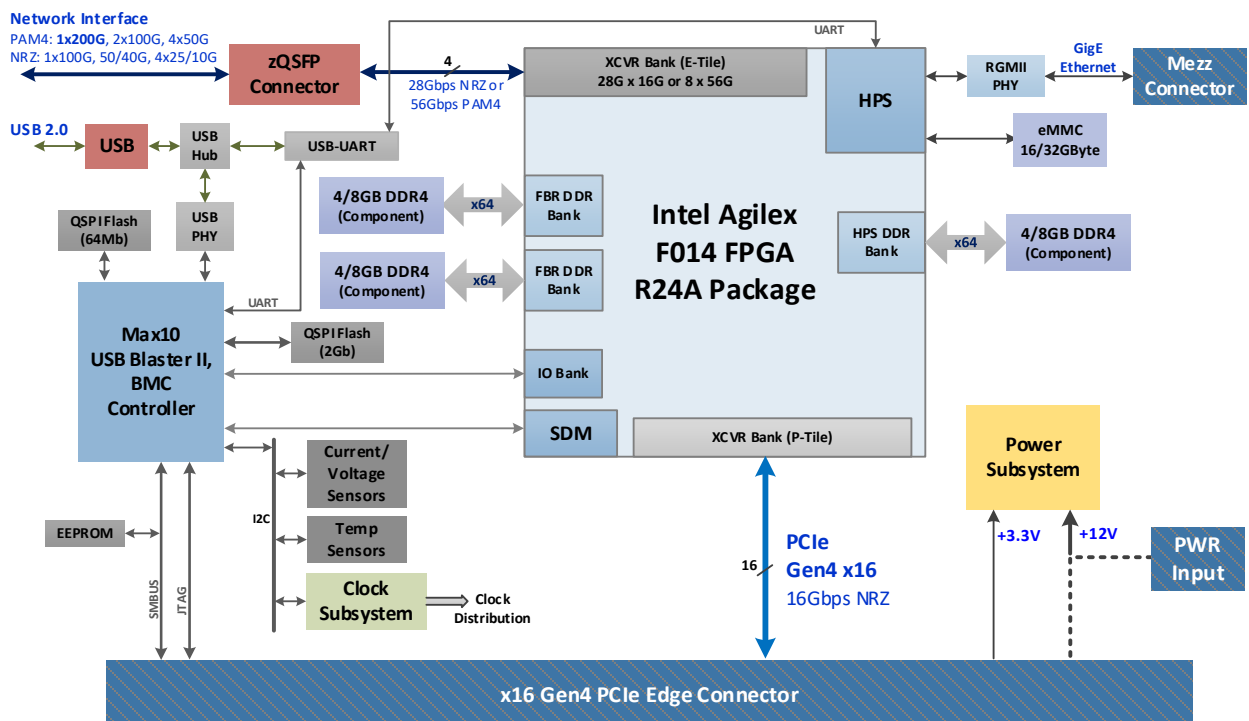 Network Interface
PAM4: 1x200G, 2x100G, 4x50G
NRZ: 1x100G, 50/40G, 4x25/10G
zQSFP
Connector
4
28Gbps NRZ or
56Gbps PAM4
UART
XCVR Bank (E-Tile)
28G x 16G or 8 x 56G
HPS
RGMII
PHY
GigE
Ethernet
Mezz
Connector
USB 2.0
USB
USB
Hub
USB-UART
eMMC
16/32GByte
QSPI Flash
(64Mb)
USB
PHY
4/8GB DDR4
(Component)
x64
FBR DDR
Bank
4/8GB DDR4
(Component)
x64
FBR DDR
Bank
Intel Agilex
F014 FPGA
R24A Package
HPS DDR
Bank
x64
4/8GB DDR4
(Component)
UART
Max10
USB Blaster II,
BMC
Controller
QSPI Flash
(2Gb)
IO Bank
SDM
XCVR Bank (P-Tile)
Power
Subsystem
Current/
Voltage
Sensors
I2C
EEPROM
Temp
Sensors
SMBUS
JTAG
Clock
Subsystem
Clock
Distribution
16
PCIe
Gen4 x16
16Gbps NRZ
+3.3V
+12V
PWR
Input
x16 Gen4 PCIe Edge Connector